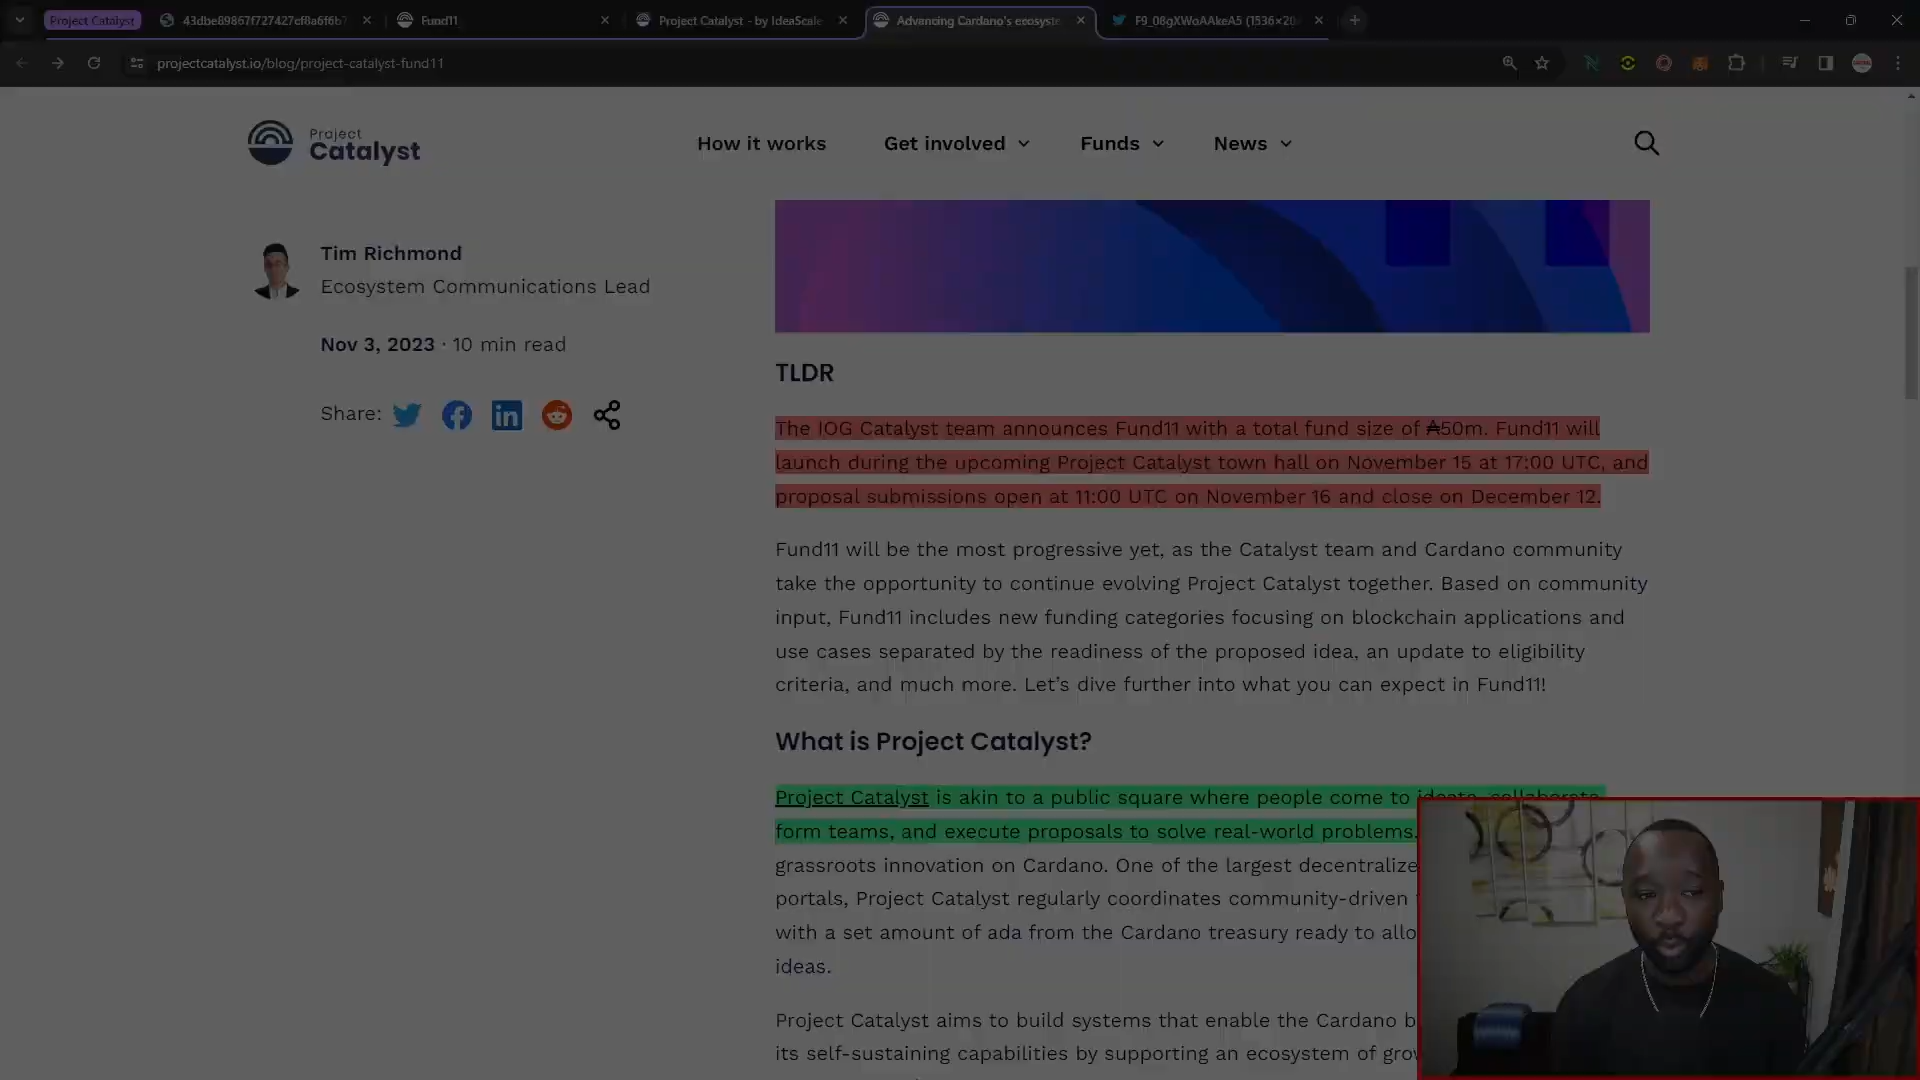 Project Catalyst
43dbe89867f727427cf8a6f6b7
Fund11
Project Catalyst - by IdeaScale
Advancing Cardano's ecosyste
F9_08gXWoAAkeA5 (1536×20
projectcatalyst.io/blog/project-catalyst-fund11
Project
Catalyst
How it works
Get involved
Funds
News
Tim Richmond
Ecosystem Communications Lead
Nov 3, 2023 · 10 min read
Share:
TLDR
The IOG Catalyst team announces Fund11 with a total fund size of ₳50m. Fund11 will
launch during the upcoming Project Catalyst town hall on November 15 at 17:00 UTC, and
proposal submissions open at 11:00 UTC on November 16 and close on December 12.
Fund11 will be the most progressive yet, as the Catalyst team and Cardano community
take the opportunity to continue evolving Project Catalyst together. Based on community
input, Fund11 includes new funding categories focusing on blockchain applications and
use cases separated by the readiness of the proposed idea, an update to eligibility
criteria, and much more. Let’s dive further into what you can expect in Fund11!
What is Project Catalyst?
Project Catalyst is akin to a public square where people come to ideate, collaborate,
form teams, and execute proposals to solve real-world problems.
grassroots innovation on Cardano. One of the largest decentralize
portals, Project Catalyst regularly coordinates community-driven
with a set amount of ada from the Cardano treasury ready to allo
ideas.
Project Catalyst aims to build systems that enable the Cardano b
its self-sustaining capabilities by supporting an ecosystem of grow